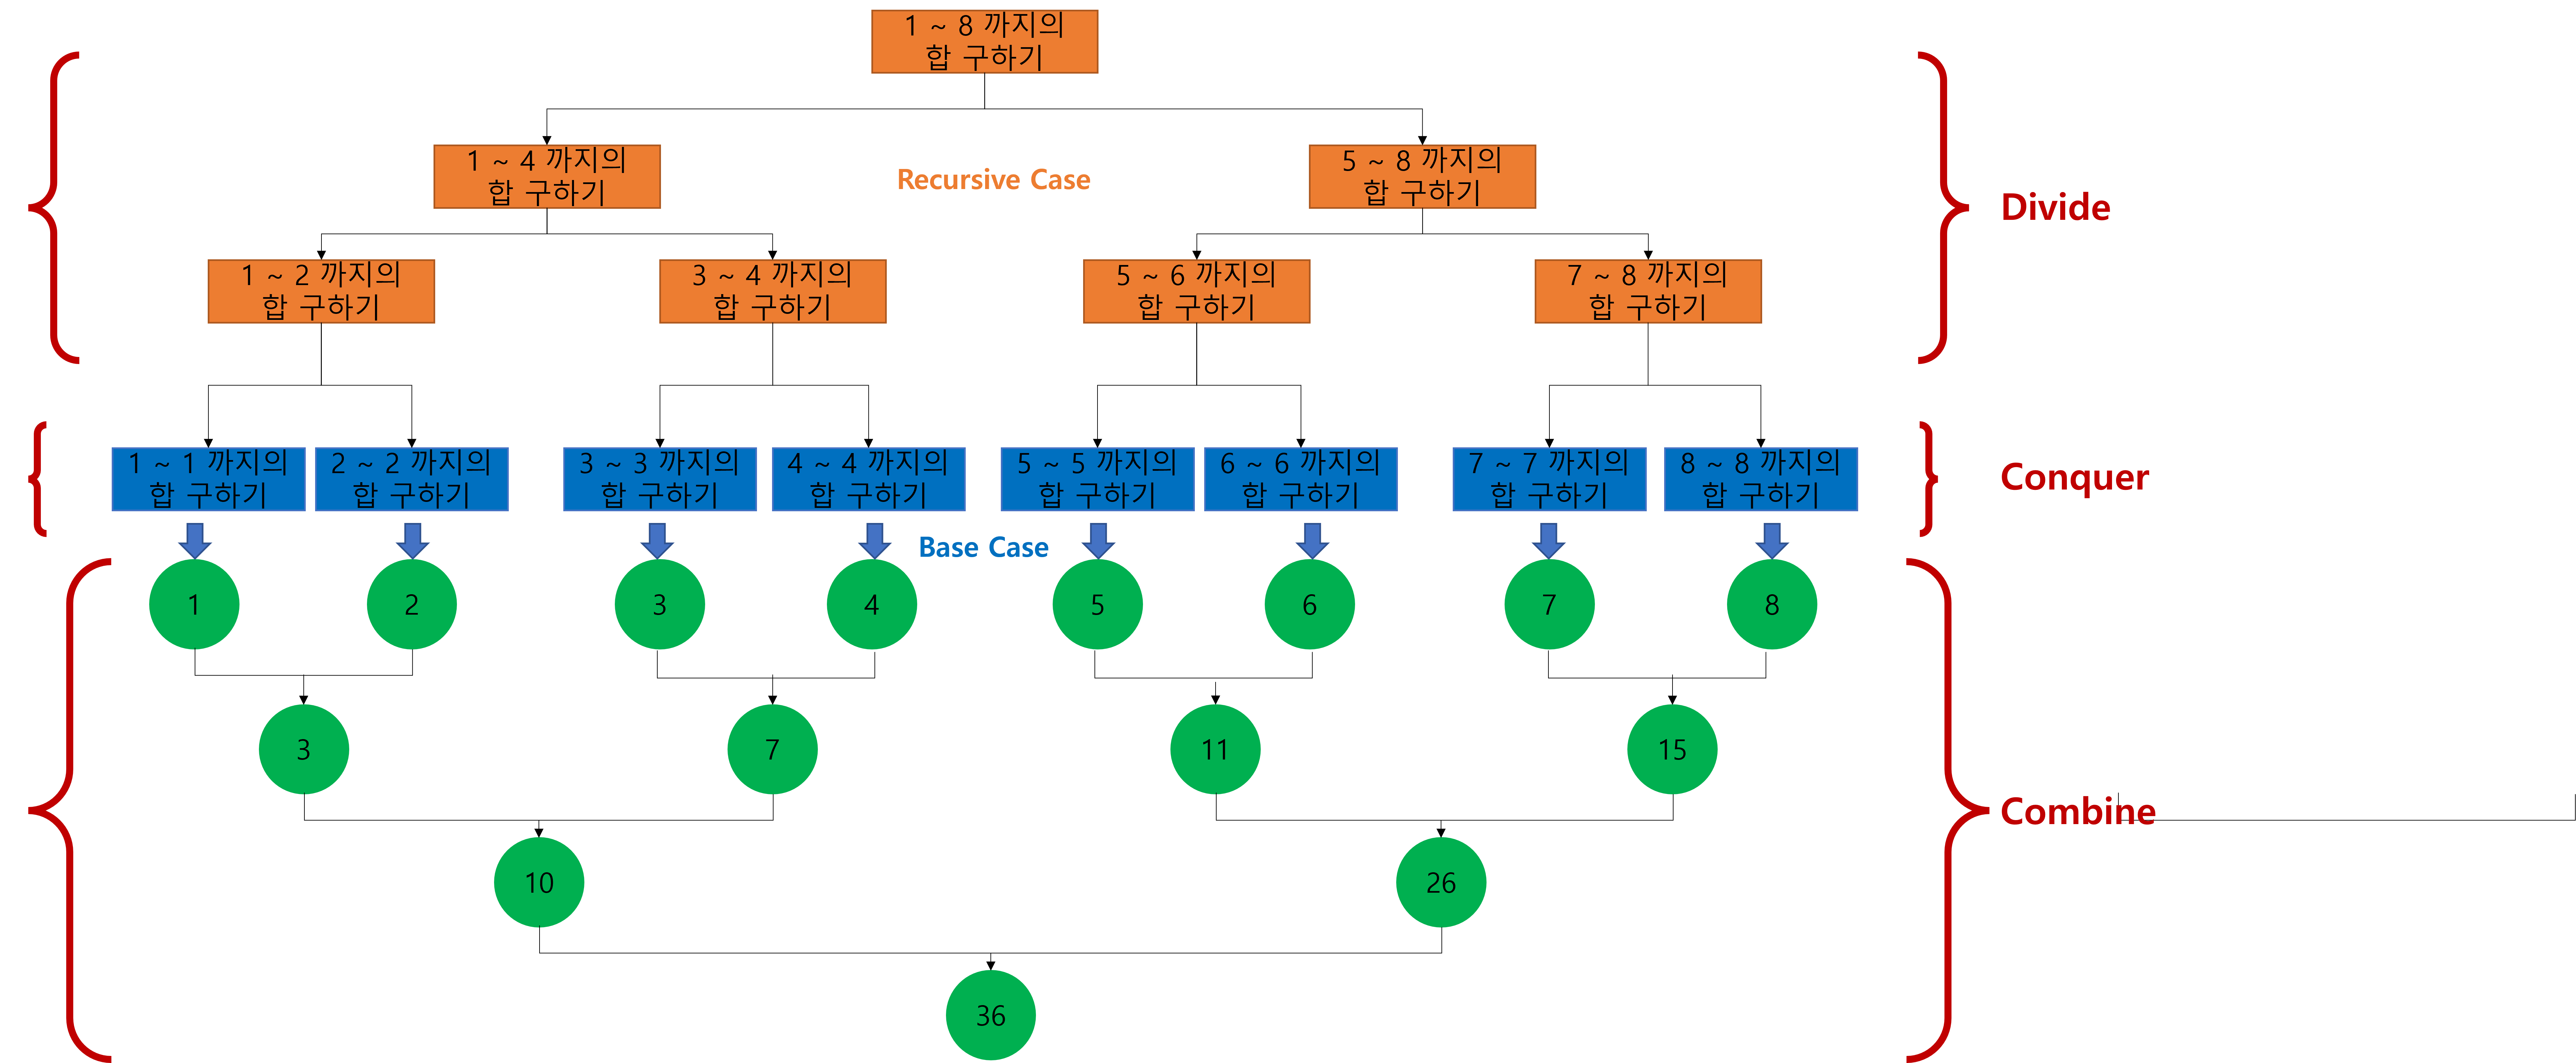 1 ~ 8 까지의
합 구하기
1 ~ 4 까지의
합 구하기
Recursive Case
5 ~ 8 까지의
합 구하기
Divide
1 ~ 2 까지의
합 구하기
3 ~ 4 까지의
합 구하기
5 ~ 6 까지의
합 구하기
7 ~ 8 까지의
합 구하기
1 ~ 1 까지의
합 구하기
2 ~ 2 까지의
합 구하기
3 ~ 3 까지의
합 구하기
4 ~ 4 까지의
합 구하기
5 ~ 5 까지의
합 구하기
6 ~ 6 까지의
합 구하기
7 ~ 7 까지의
합 구하기
8 ~ 8 까지의
합 구하기
Conquer
Base Case
1
2
3
4
5
6
7
8
3
7
11
15
Combine
10
26
36